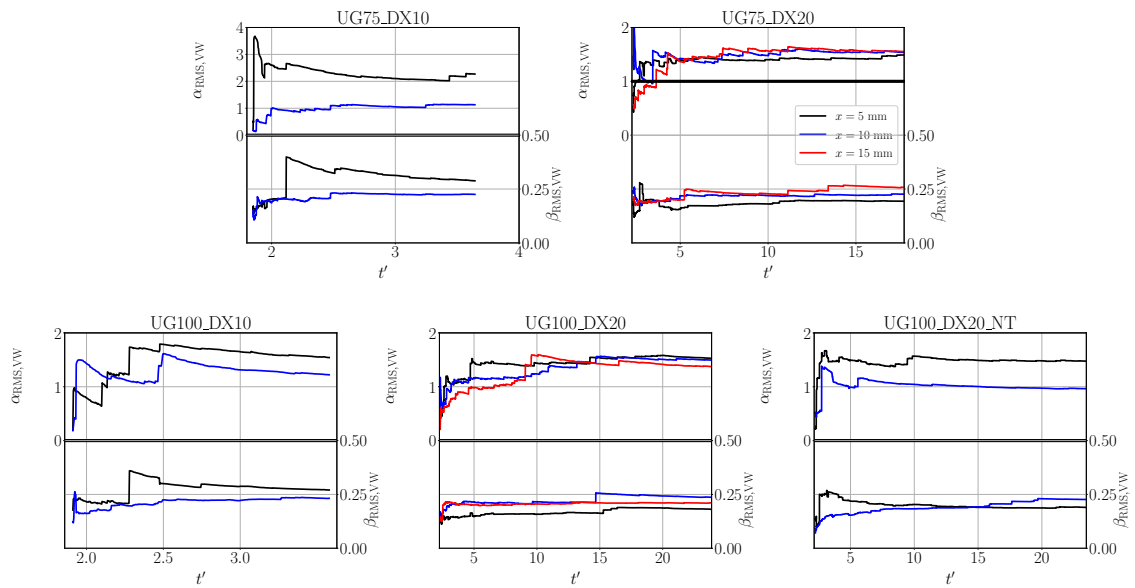 UG75_DX10
4
3
2
1
0
α_RMS,VW
0.50
0.25
0.00
β_RMS,VW
2
3
4
t′
UG75_DX20
2
1
0
α_RMS,VW
x = 5 mm
x = 10 mm
x = 15 mm
0.50
0.25
0.00
β_RMS,VW
5
10
15
t′
UG100_DX10
2
1
0
α_RMS,VW
0.50
0.25
0.00
β_RMS,VW
2.0
2.5
3.0
t′
UG100_DX20
2
1
0
α_RMS,VW
0.50
0.25
0.00
β_RMS,VW
5
10
15
20
t′
UG100_DX20_NT
2
1
0
α_RMS,VW
0.50
0.25
0.00
β_RMS,VW
5
10
15
20
t′